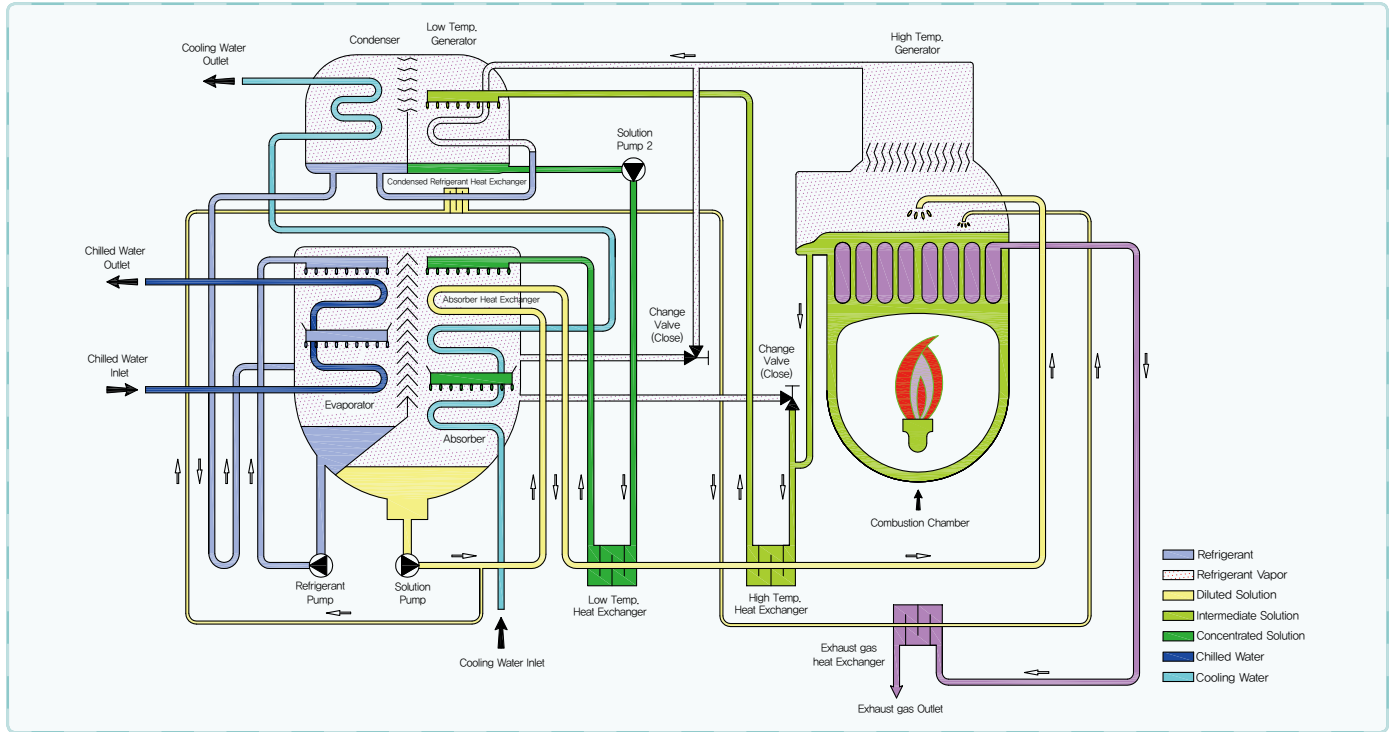 Low Temp.
Generator
Condenser
High Temp.
Generator
Cooling Water
Outlet
Solution
Pump 2
Condensed Refrigerant Heat Exchanger
Chilled Water
Outlet
Absorber Heat Exchanger
Change
Valve
(Close)
Change
Valve
(Close)
Chilled Water
Inlet
Evaporator
Absorber
Combustion Chamber
Refrigerant
Pump
Solution
Pump
Low Temp.
Heat Exchanger
High Temp.
Heat Exchanger
Cooling Water Inlet
Exhaust gas
heat Exchanger
Exhaust gas Outlet
Refrigerant
Refrigerant Vapor
Diluted Solution
Intermediate Solution
Concentrated Solution
Chilled Water
Cooling Water